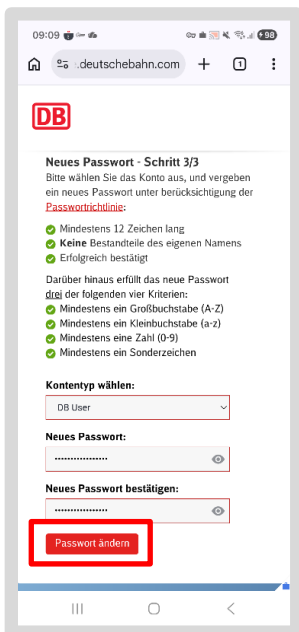 09:09
98
.deutschebahn.com
1
DB
Neues Passwort - Schritt 3/3
Bitte wählen Sie das Konto aus, und vergeben
ein neues Passwort unter berücksichtigung der
Passwortrichtlinie:
Mindestens 12 Zeichen lang
Keine Bestandteile des eigenen Namens
Erfolgreich bestätigt
Darüber hinaus erfüllt das neue Passwort
drei der folgenden vier Kriterien:
Mindestens ein Großbuchstabe (A-Z)
Mindestens ein Kleinbuchstabe (a-z)
Mindestens eine Zahl (0-9)
Mindestens ein Sonderzeichen
Kontentyp wählen:
DB User
Neues Passwort:
•••••••••••••••••
Neues Passwort bestätigen:
•••••••••••••••••
Passwort ändern